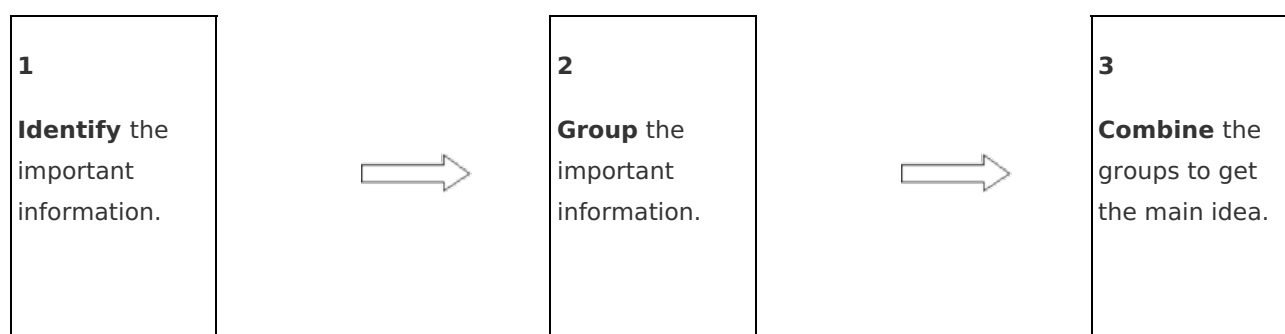 1
Identify the
important
information.
2
Group the
important
information.
3
Combine the
groups to get
the main idea.